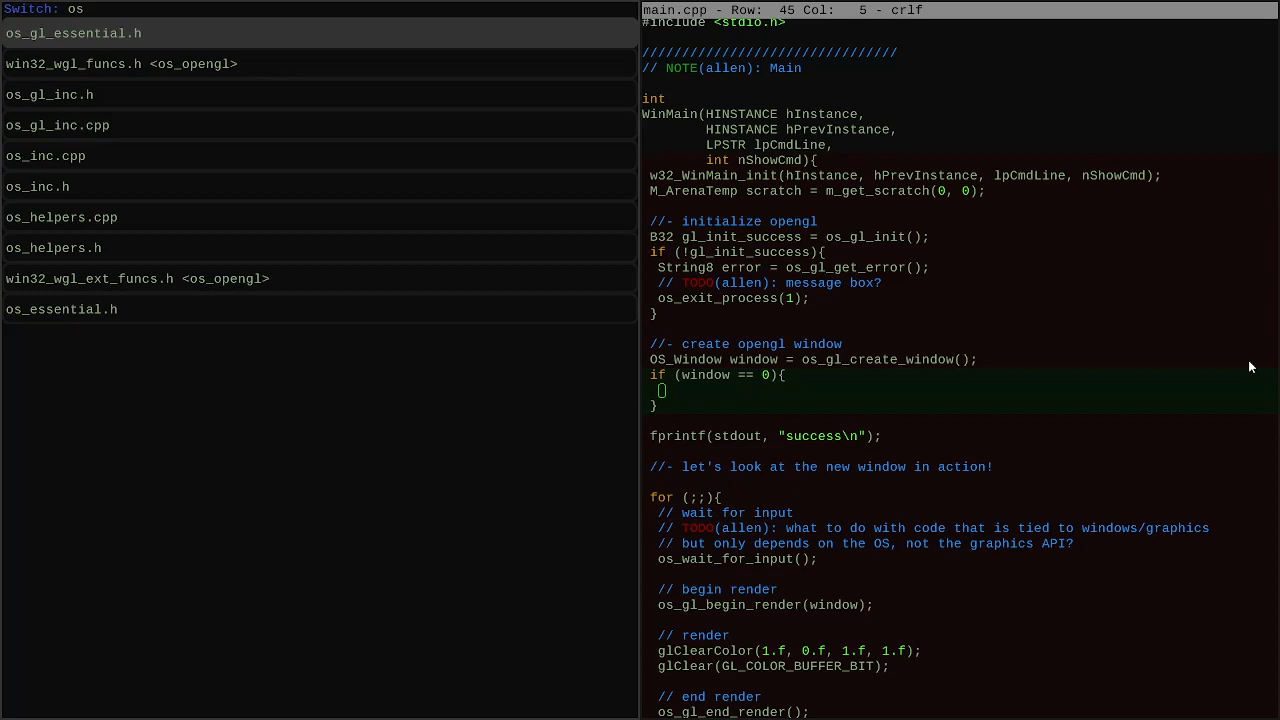 Switch: os
os_gl_essential.h
win32_wgl_funcs.h <os_opengl>
os_gl_inc.h
os_gl_inc.cpp
os_inc.cpp
os_inc.h
os_helpers.cpp
os_helpers.h
win32_wgl_ext_funcs.h <os_opengl>
os_essential.h
main.cpp - Row:  45 Col:   5 - crlf
#include <stdio.h>
////////////////////////////////
// NOTE(allen): Main
int
WinMain(HINSTANCE hInstance,
HINSTANCE hPrevInstance,
LPSTR lpCmdLine,
int nShowCmd){
w32_WinMain_init(hInstance, hPrevInstance, lpCmdLine, nShowCmd);
M_ArenaTemp scratch = m_get_scratch(0, 0);
//- initialize opengl
B32 gl_init_success = os_gl_init();
if (!gl_init_success){
String8 error = os_gl_get_error();
// TODO(allen): message box?
os_exit_process(1);
}
//- create opengl window
OS_Window window = os_gl_create_window();
if (window == 0){
}
fprintf(stdout, "success\n");
//- let's look at the new window in action!
for (;;){
// wait for input
// TODO(allen): what to do with code that is tied to windows/graphics
// but only depends on the OS, not the graphics API?
os_wait_for_input();
// begin render
os_gl_begin_render(window);
// render
glClearColor(1.f, 0.f, 1.f, 1.f);
glClear(GL_COLOR_BUFFER_BIT);
// end render
os_gl_end_render();